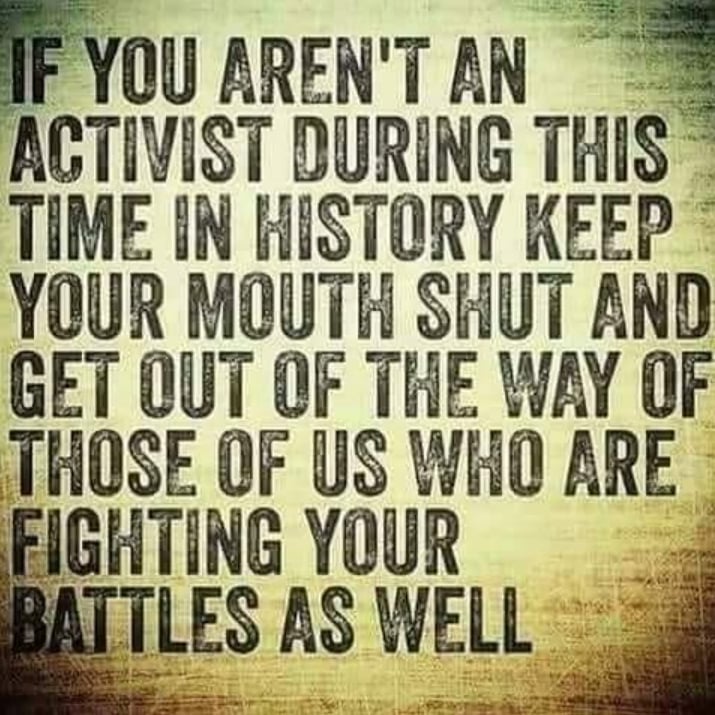 IF YOU AREN'T AN
ACTIVIST DURING THIS
TIME IN HISTORY KEEP
YOUR MOUTH SHUT AND
GET OUT OF THE WAY OF
THOSE OF US WHO ARE
FIGHTING YOUR
BATTLES AS WELL